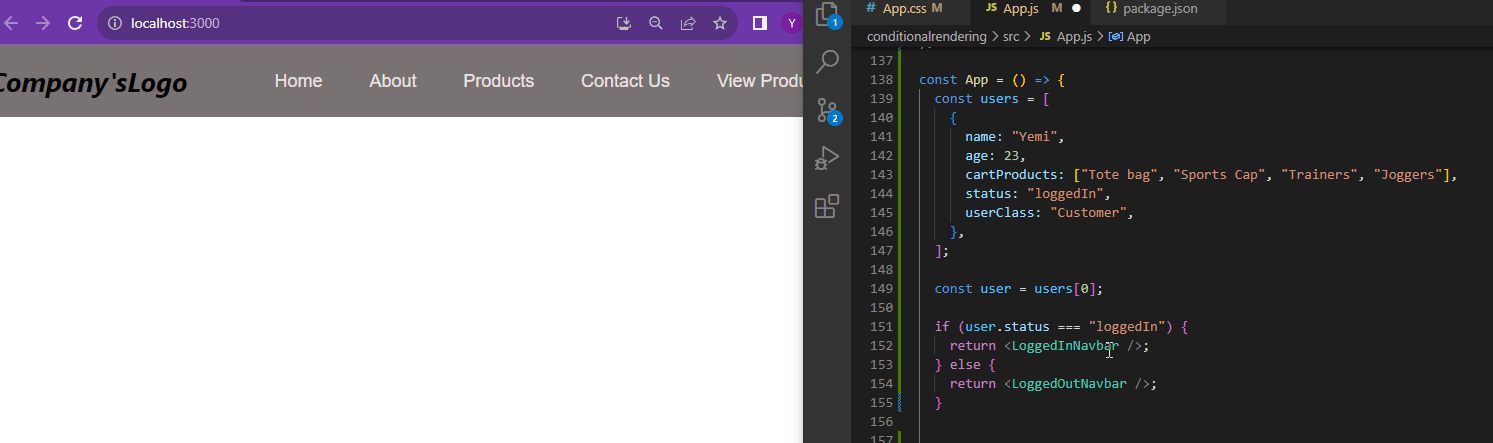 localhost:3000
Y
Company'sLogo Home About Products Contact Us View Produ
1
2
# App.css M JS App.js M ● {} package.json
conditionalrendering > src > JS App.js > App
137
138 const App = () => {
139 const users = [
140 {
141 name: "Yemi",
142 age: 23,
143 cartProducts: ["Tote bag", "Sports Cap", "Trainers", "Joggers"],
144 status: "loggedIn",
145 userClass: "Customer",
146 },
147 ];
148
149 const user = users[0];
150
151 if (user.status === "loggedIn") {
152 return <LoggedInNavbar />;
153 } else {
154 return <LoggedOutNavbar />;
155 }
156
157